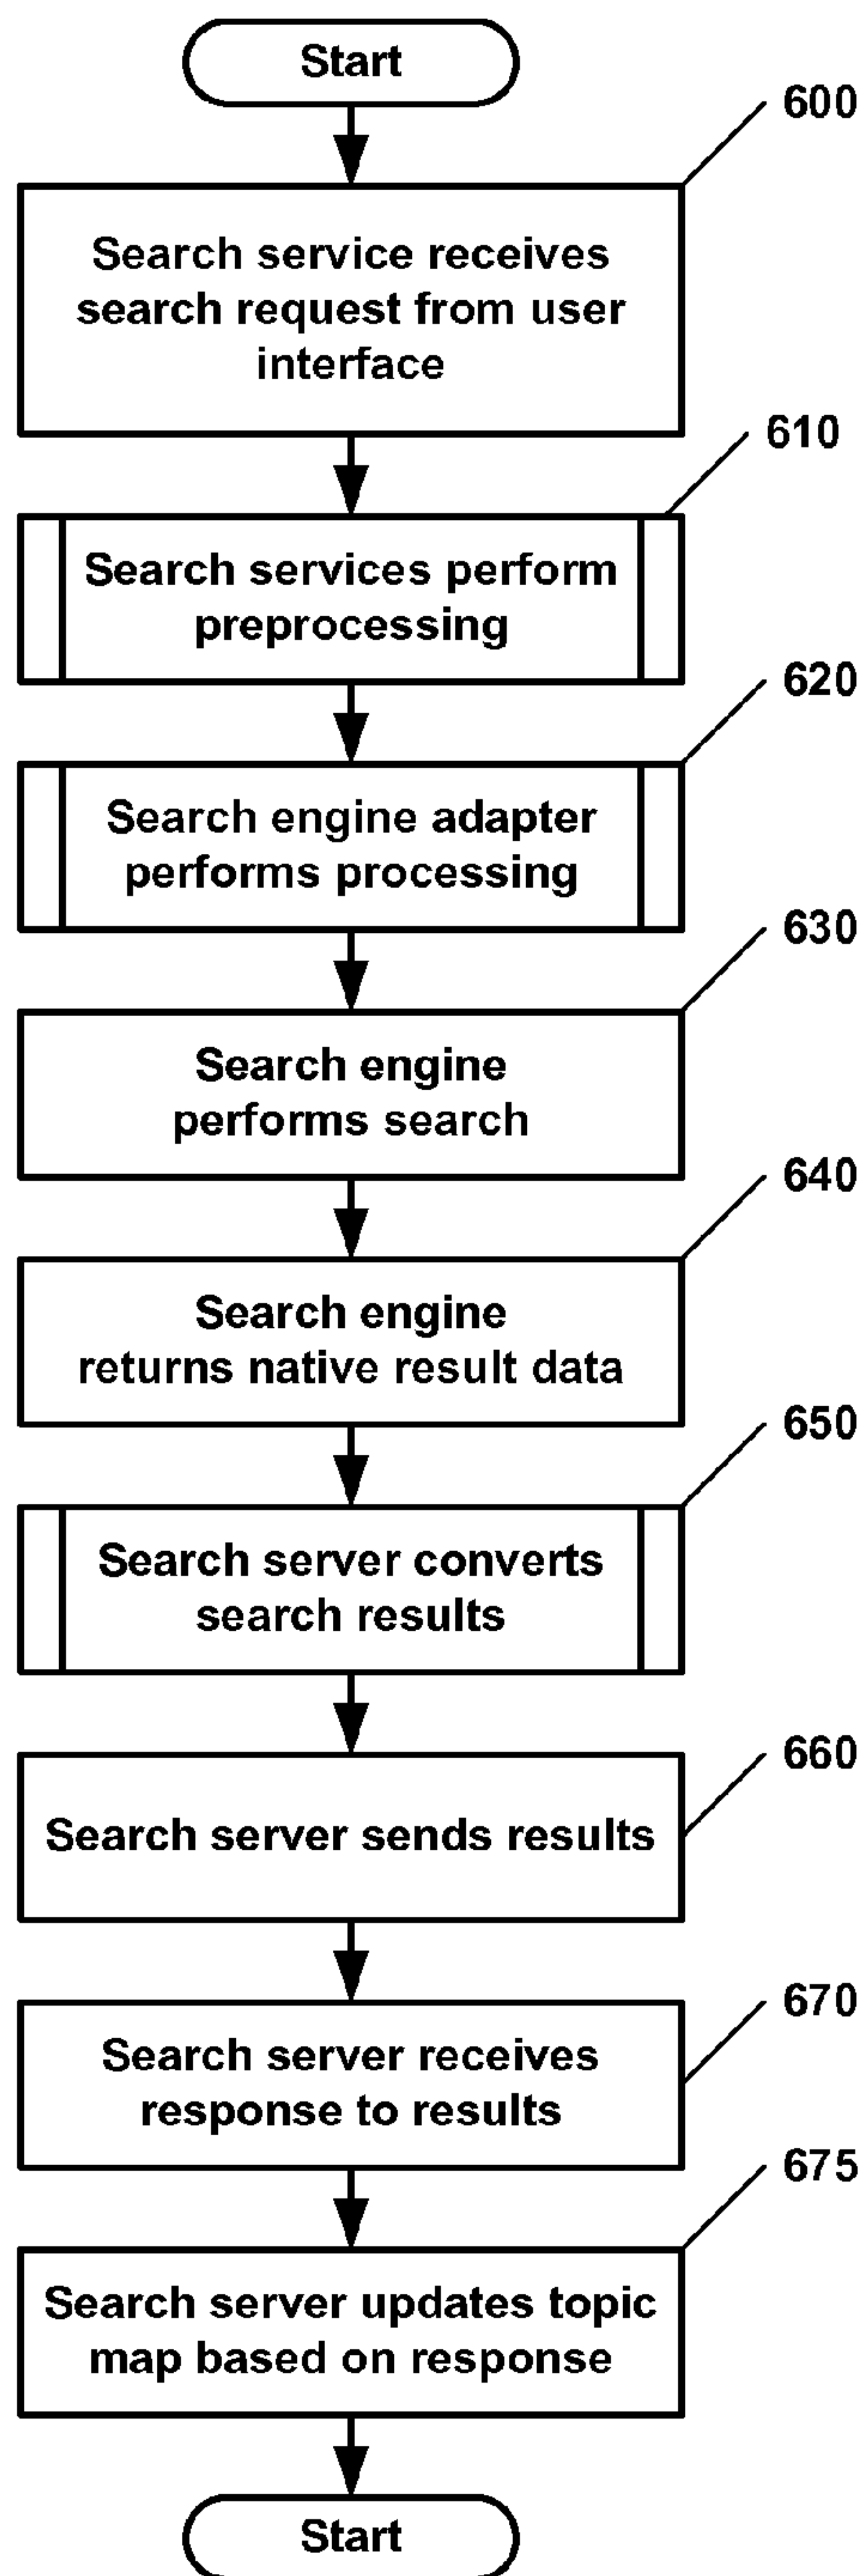 Start
600
Search service receives
search request from user
interface
610
Search services perform
preprocessing
620
Search engine adapter
performs processing
630
Search engine
performs search
640
Search engine
returns native result data
650
Search server converts
search results
660
Search server sends results
670
Search server receives
response to results
675
Search server updates topic
map based on response
Start